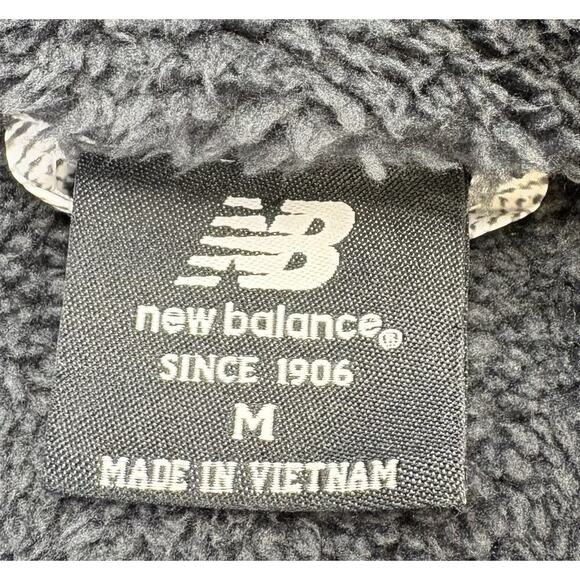 NB
new balance®
SINCE 1906
M
MADE IN VIETNAM